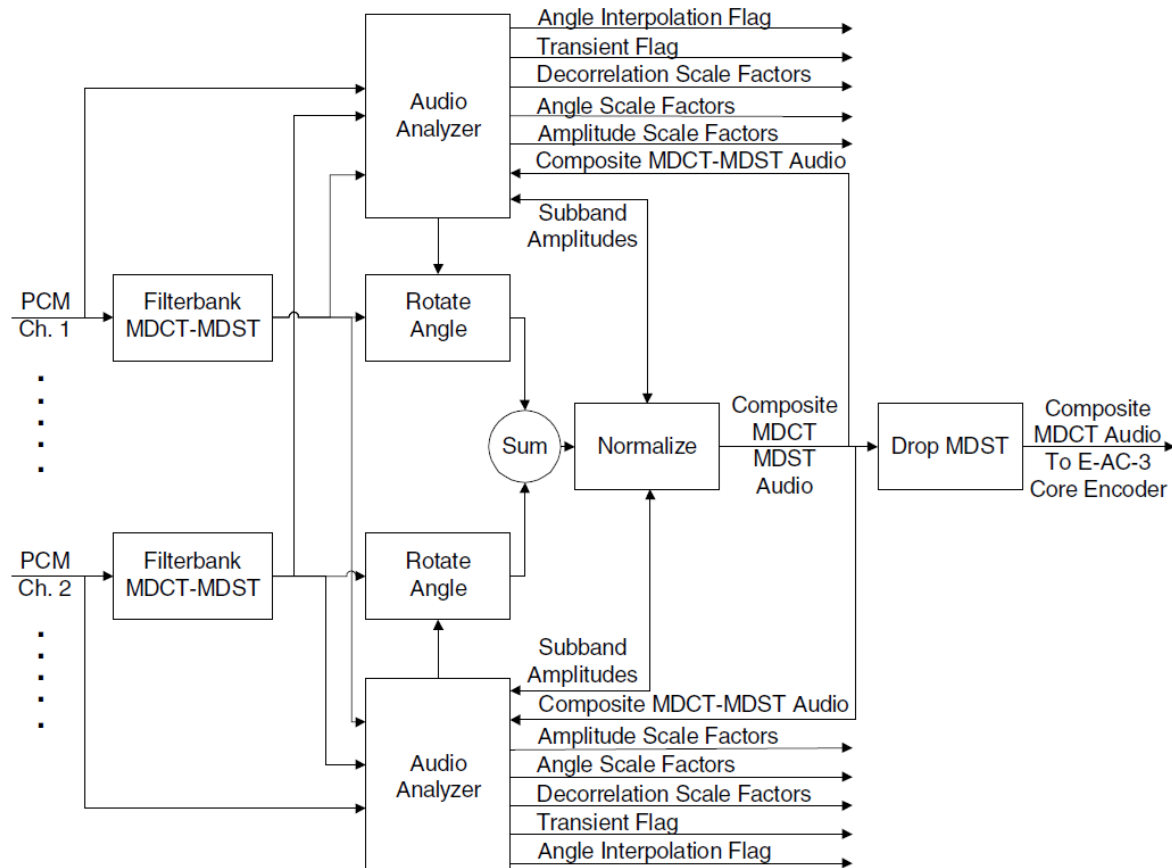 Angle Interpolation Flag
Transient Flag
Decorrelation Scale Factors
Angle Scale Factors
Amplitude Scale Factors
Composite MDCT-MDST Audio
Audio
Analyzer
Subband
Amplitudes
PCM
Ch. 1
Filterbank
MDCT-MDST
Rotate
Angle
Sum
Normalize
Composite
MDCT
MDST
Audio
Drop MDST
Composite
MDCT Audio
To E-AC-3
Core Encoder
PCM
Ch. 2
Filterbank
MDCT-MDST
Rotate
Angle
Subband
Amplitudes
Composite MDCT-MDST Audio
Audio
Analyzer
Amplitude Scale Factors
Angle Scale Factors
Decorrelation Scale Factors
Transient Flag
Angle Interpolation Flag